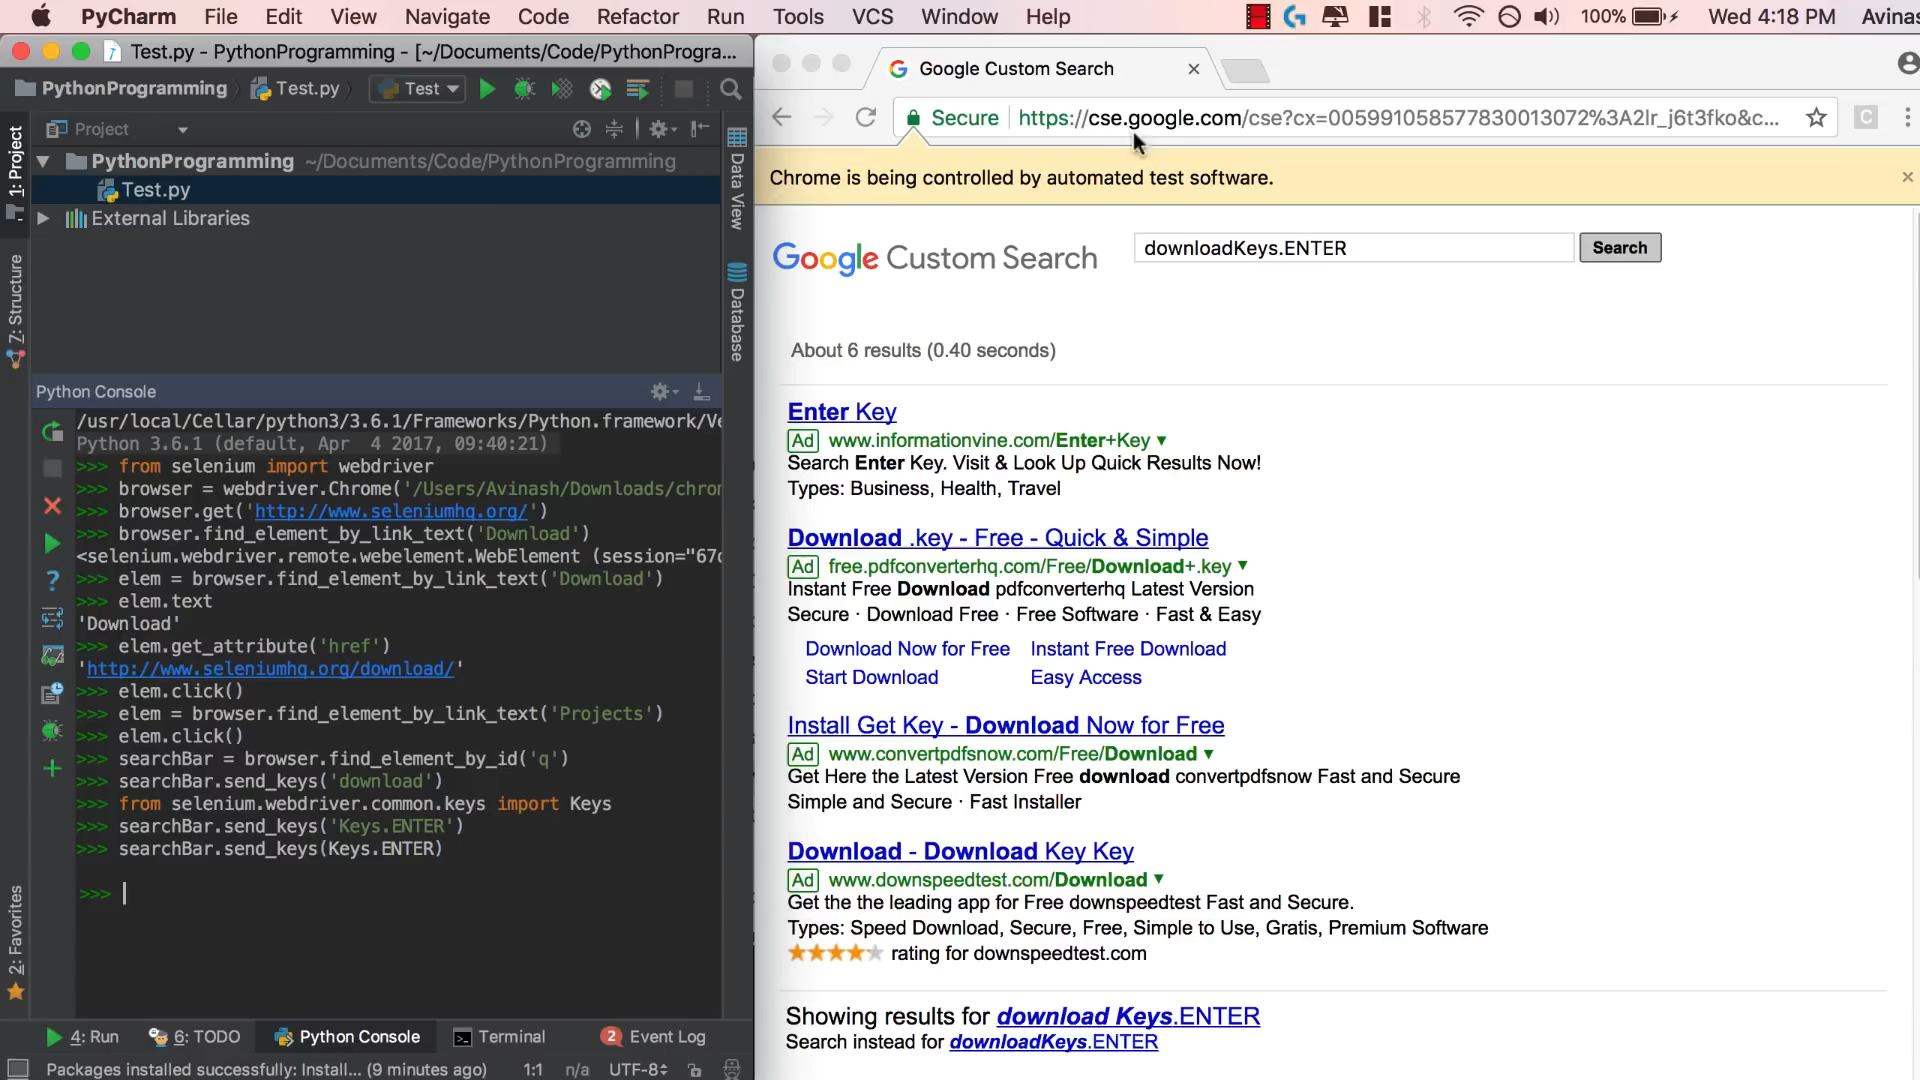 PyCharm File Edit View Navigate Code Refactor Run Tools VCS Window Help 100% Wed 4:18 PM Avinas
Test.py - PythonProgramming - [~/Documents/Code/PythonProgra...
PythonProgramming Test.py Test
Project
PythonProgramming ~/Documents/Code/PythonProgramming
Test.py
External Libraries
1: Project
Z: Structure
2: Favorites
Data View
Database
Python Console
/usr/local/Cellar/python3/3.6.1/Frameworks/Python.framework/Ve
Python 3.6.1 (default, Apr  4 2017, 09:40:21)
>>> from selenium import webdriver
>>> browser = webdriver.Chrome('/Users/Avinash/Downloads/chron
>>> browser.get('http://www.seleniumhq.org/')
>>> browser.find_element_by_link_text('Download')
<selenium.webdriver.remote.webelement.WebElement (session="67c
>>> elem = browser.find_element_by_link_text('Download')
>>> elem.text
'Download'
>>> elem.get_attribute('href')
'http://www.seleniumhq.org/download/'
>>> elem.click()
>>> elem = browser.find_element_by_link_text('Projects')
>>> elem.click()
>>> searchBar = browser.find_element_by_id('q')
>>> searchBar.send_keys('download')
>>> from selenium.webdriver.common.keys import Keys
>>> searchBar.send_keys('Keys.ENTER')
>>> searchBar.send_keys(Keys.ENTER)
>>>
4: Run 6: TODO Python Console Terminal 2 Event Log
Packages installed successfully: Install... (9 minutes ago) 1:1 n/a UTF-8
Google Custom Search
Secure https://cse.google.com/cse?cx=005991058577830013072%3A2lr_j6t3fko&c...
C
Chrome is being controlled by automated test software.
Google Custom Search downloadKeys.ENTER Search
About 6 results (0.40 seconds)
Enter Key
Ad www.informationvine.com/Enter+Key
Search Enter Key. Visit & Look Up Quick Results Now!
Types: Business, Health, Travel
Download .key - Free - Quick & Simple
Ad free.pdfconverterhq.com/Free/Download+.key
Instant Free Download pdfconverterhq Latest Version
Secure · Download Free · Free Software · Fast & Easy
Download Now for Free Instant Free Download
Start Download Easy Access
Install Get Key - Download Now for Free
Ad www.convertpdfsnow.com/Free/Download
Get Here the Latest Version Free download convertpdfsnow Fast and Secure
Simple and Secure · Fast Installer
Download - Download Key Key
Ad www.downspeedtest.com/Download
Get the the leading app for Free downspeedtest Fast and Secure.
Types: Speed Download, Secure, Free, Simple to Use, Gratis, Premium Software
rating for downspeedtest.com
Showing results for download Keys.ENTER
Search instead for downloadKeys.ENTER